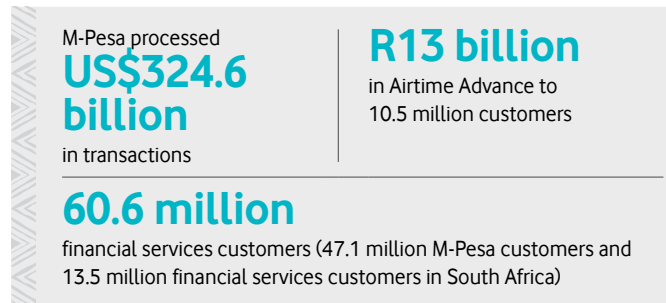 M-Pesa processed
US$324.6
billion
in transactions
R13 billion
in Airtime Advance to
10.5 million customers
60.6 million
financial services customers (47.1 million M-Pesa customers and
13.5 million financial services customers in South Africa)